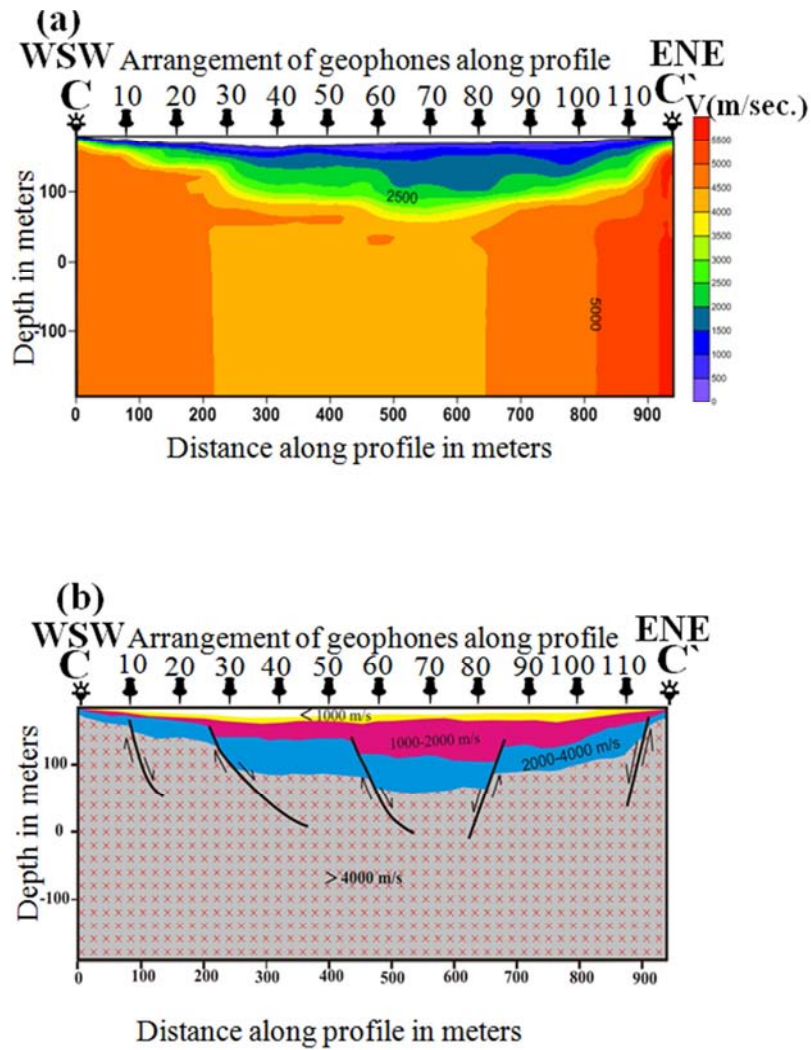 (a)
WSW Arrangement of geophones along profile ENE
C 10 20 30 40 50 60 70 80 90 100 110 C` V(m/sec.)
5500
5000
4500
4000
3500
3000
2500
2000
1500
1000
500
0
2500
5000
100
0
-100
Depth in meters
0 100 200 300 400 500 600 700 800 900
Distance along profile in meters
(b)
WSW Arrangement of geophones along profile ENE
C 10 20 30 40 50 60 70 80 90 100 110 C`
<1000 m/s
1000-2000 m/s
2000-4000 m/s
>4000 m/s
100
0
-100
Depth in meters
0 100 200 300 400 500 600 700 800 900
Distance along profile in meters